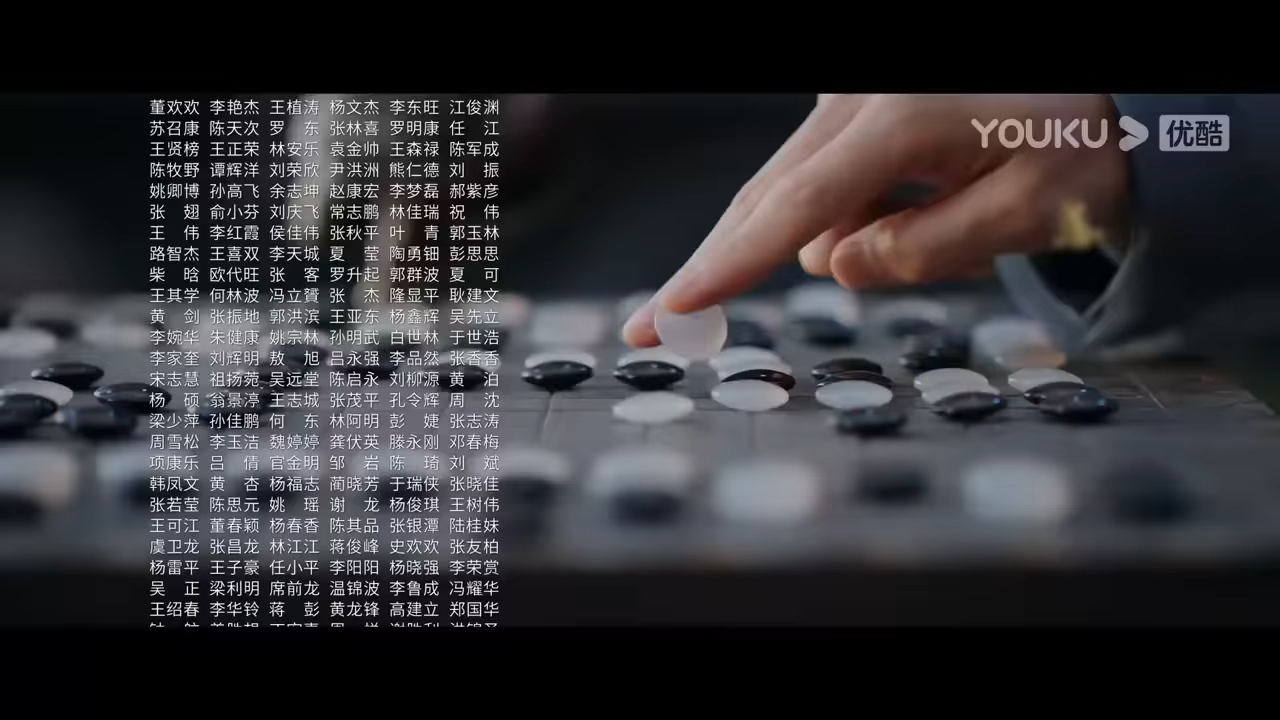 YOUKU 优酷
董欢欢 李艳杰 王植涛 杨文杰 李东旺 江俊渊
苏召康 陈天次 罗 东 张林喜 罗明康 任 江
王贤榜 王正荣 林安乐 袁金帅 王森禄 陈军成
陈牧野 谭辉洋 刘荣欣 尹洪洲 熊仁德 刘 振
姚卿博 孙高飞 余志坤 赵康宏 李梦磊 郝紫彦
张 翅 俞小芬 刘庆飞 常志鹏 林佳瑞 祝 伟
王 伟 李红霞 侯佳伟 张秋平 叶 青 郭玉林
路智杰 王喜双 李天城 夏 莹 陶勇钿 彭思思
柴 晗 欧代旺 张 客 罗升起 郭群波 夏 可
王其学 何林波 冯立贇 张 杰 隆显平 耿建文
黄 剑 张振地 郭洪滨 王亚东 杨鑫辉 吴先立
李婉华 朱健康 姚宗林 孙明武 白世林 于世浩
李家奎 刘辉明 敖 旭 吕永强 李品然 张香香
宋志慧 祖扬菀 吴远堂 陈启永 刘柳源 黄 泊
杨 硕 翁景渟 王志城 张茂平 孔令辉 周 沈
梁少萍 孙佳鹏 何 东 林阿明 彭 婕 张志涛
周雪松 李玉洁 魏婷婷 龚伏英 滕永刚 邓春梅
项康乐 吕 倩 官金明 邹 岩 陈 琦 刘 斌
韩凤文 黄 杏 杨福志 蔺晓芳 于瑞侠 张晓佳
张若莹 陈思元 姚 瑶 谢 龙 杨俊琪 王树伟
王可江 董春颖 杨春香 陈其品 张银潭 陆桂妹
虞卫龙 张昌龙 林江江 蒋俊峰 史欢欢 张友柏
杨雷平 王子豪 任小平 李阳阳 杨晓强 李荣赏
吴 正 梁利明 席前龙 温锦波 李鲁成 冯耀华
王绍春 李华铃 蒋 彭 黄龙锋 高建立 郑国华